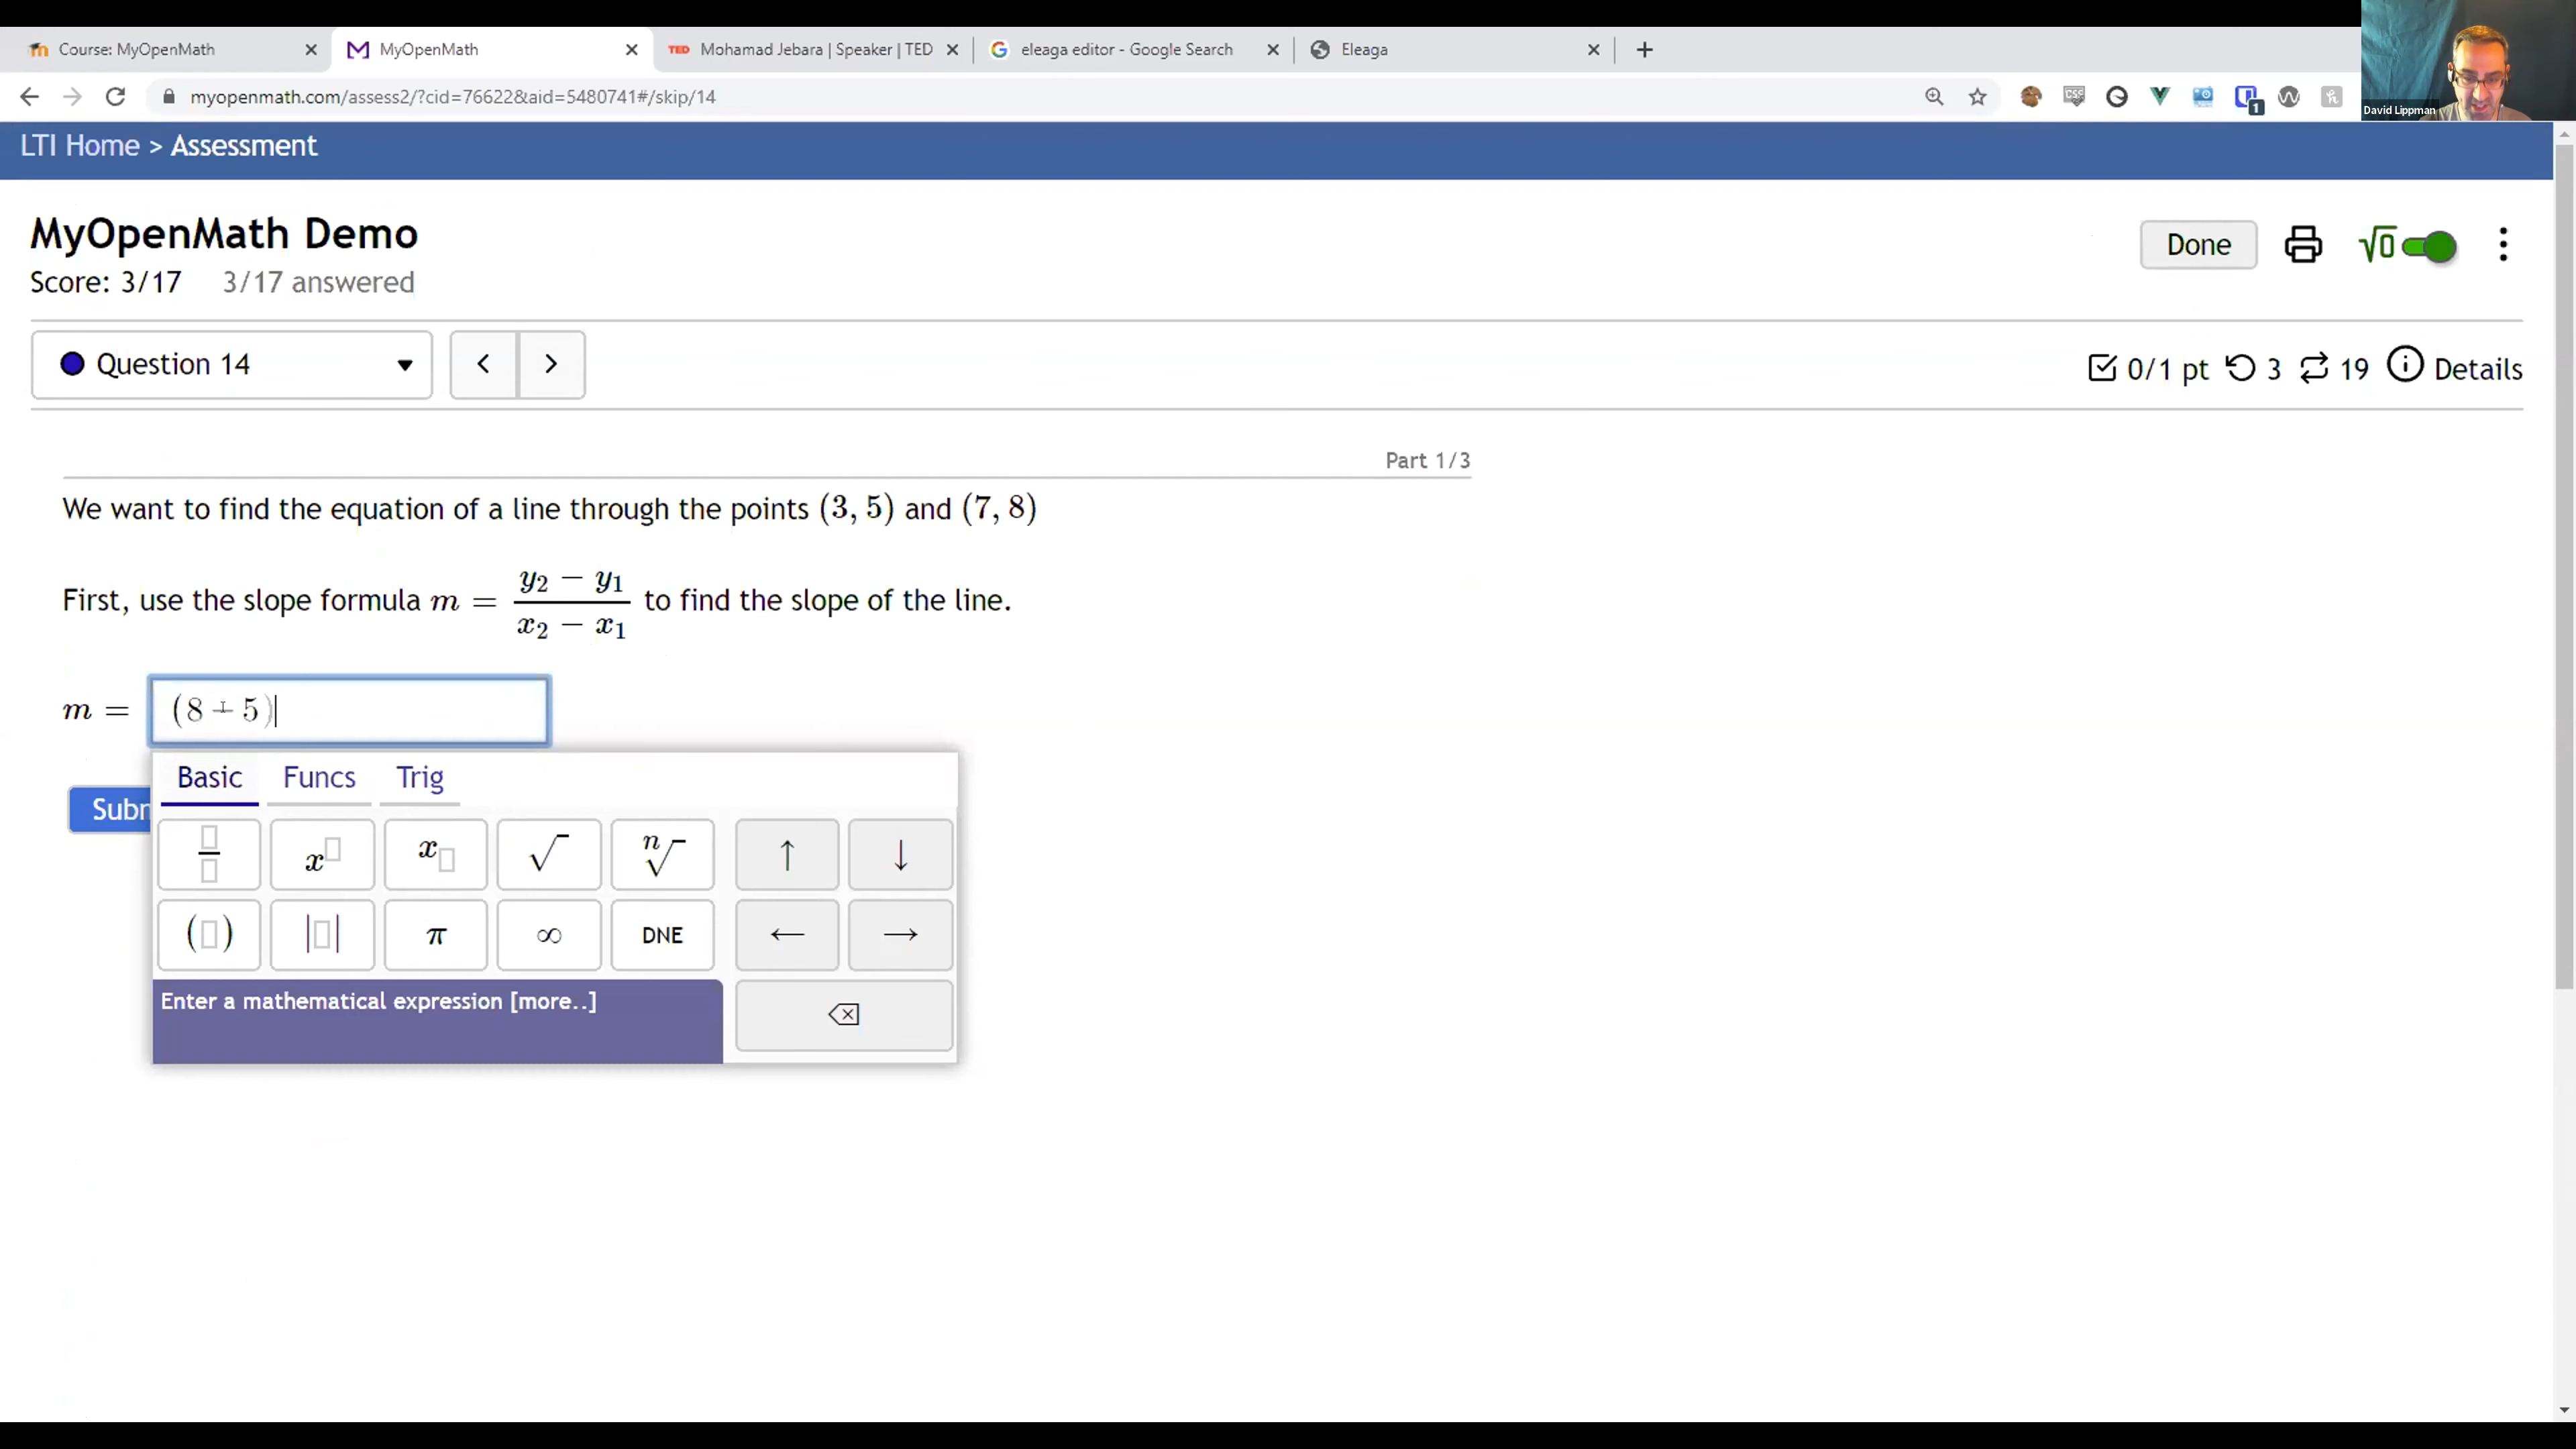 Course: MyOpenMath
MyOpenMath
TED Mohamad Jebara | Speaker | TED
eleaga editor - Google Search
Eleaga
myopenmath.com/assess2/?cid=76622&aid=5480741#/skip/14
David Lippman
LTI Home > Assessment
MyOpenMath Demo
Done
√0
Score: 3/17 3/17 answered
Question 14 < >
0/1 pt 3 19 Details
Part 1/3
We want to find the equation of a line through the points (3, 5) and (7, 8)
First, use the slope formula m = (y₂ − y₁)/(x₂ − x₁) to find the slope of the line.
m = (8 − 5)
Basic Funcs Trig
Subm
x□ x□ √ ⁿ√ ↑ ↓
(□) |□| π ∞ DNE ← →
Enter a mathematical expression [more..]